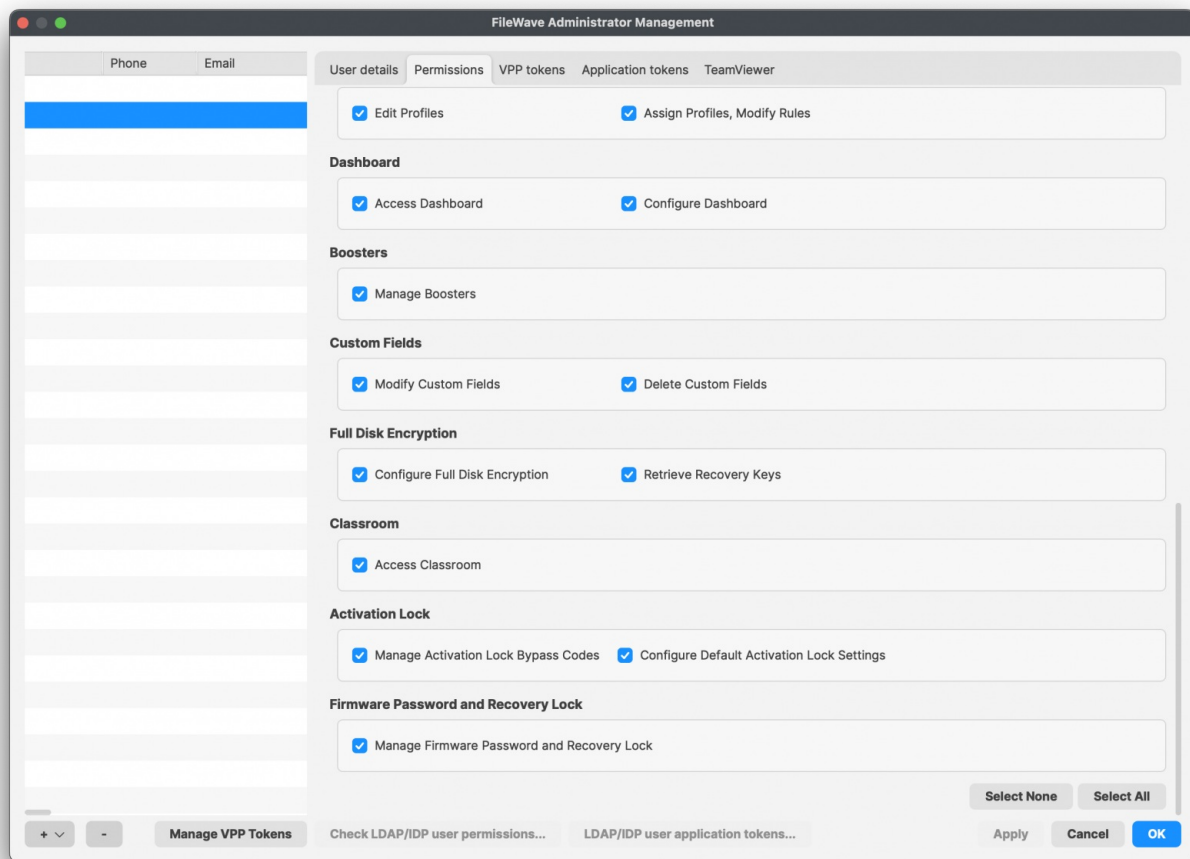 FileWave Administrator Management
Phone Email
User details Permissions VPP tokens Application tokens TeamViewer
Edit Profiles Assign Profiles, Modify Rules
Dashboard
Access Dashboard Configure Dashboard
Boosters
Manage Boosters
Custom Fields
Modify Custom Fields Delete Custom Fields
Full Disk Encryption
Configure Full Disk Encryption Retrieve Recovery Keys
Classroom
Access Classroom
Activation Lock
Manage Activation Lock Bypass Codes Configure Default Activation Lock Settings
Firmware Password and Recovery Lock
Manage Firmware Password and Recovery Lock
Select None Select All
+ - Manage VPP Tokens Check LDAP/IDP user permissions... LDAP/IDP user application tokens... Apply Cancel OK